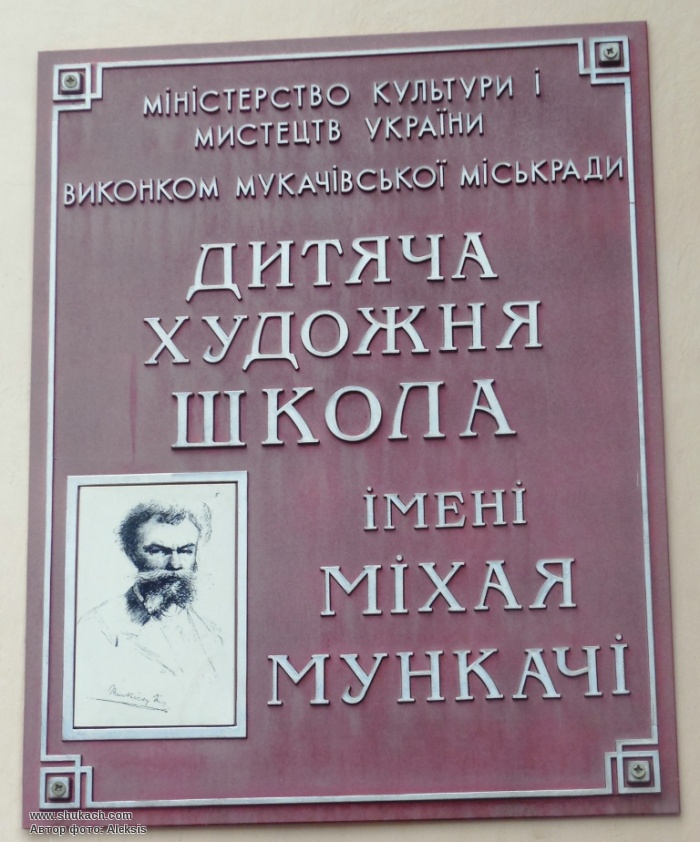 МІНІСТЕРСТВО КУЛЬТУРИ І
МИСТЕЦТВ УКРАЇНИ
ВИКОНКОМ МУКАЧІВСЬКОЇ МІСЬКРАДИ
ДИТЯЧА
ХУДОЖНЯ
ШКОЛА
ІМЕНІ
МІХАЯ
МУНКАЧІ
www.shukach.com
Автор фото: Aleksis